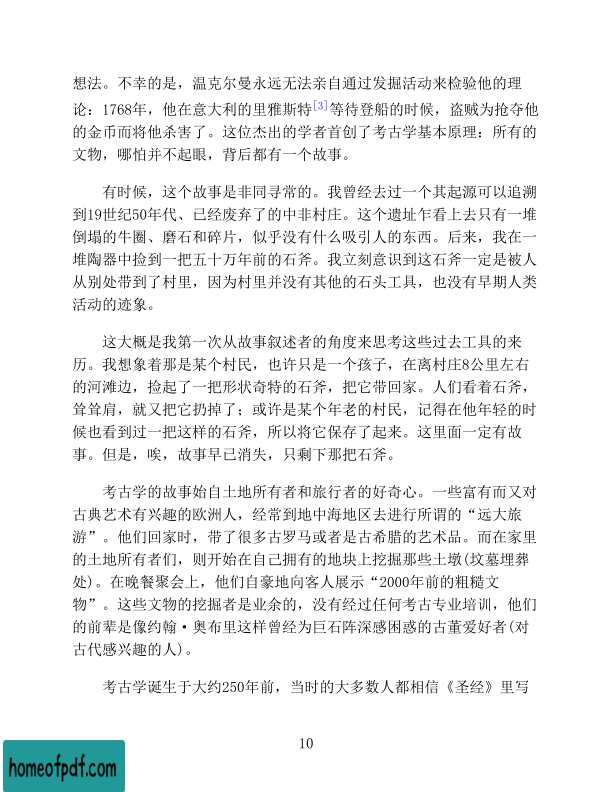 想法。不幸的是，温克尔曼永远无法亲自通过发掘活动来检验他的理
论：1768年，他在意大利的里雅斯特[3]等待登船的时候，盗贼为抢夺他
的金币而将他杀害了。这位杰出的学者首创了考古学基本原理：所有的
文物，哪怕并不起眼，背后都有一个故事。
有时候，这个故事是非同寻常的。我曾经去过一个其起源可以追溯
到19世纪50年代、已经废弃了的中非村庄。这个遗址乍看上去只有一堆
倒塌的牛圈、磨石和碎片，似乎没有什么吸引人的东西。后来，我在一
堆陶器中捡到一把五十万年前的石斧。我立刻意识到这石斧一定是被人
从别处带到了村里，因为村里并没有其他的石头工具，也没有早期人类
活动的迹象。
这大概是我第一次从故事叙述者的角度来思考这些过去工具的来
历。我想象着那是某个村民，也许只是一个孩子，在离村庄8公里左右
的河滩边，捡起了一把形状奇特的石斧，把它带回家。人们看着石斧，
耸耸肩，就又把它扔掉了；或许是某个年老的村民，记得在他年轻的时
候也看到过一把这样的石斧，所以将它保存了起来。这里面一定有故
事。但是，唉，故事早已消失，只剩下那把石斧。
考古学的故事始自土地所有者和旅行者的好奇心。一些富有而又对
古典艺术有兴趣的欧洲人，经常到地中海地区去进行所谓的“远大旅
游”。他们回家时，带了很多古罗马或者是古希腊的艺术品。而在家里
的土地所有者们，则开始在自己拥有的地块上挖掘那些土墩(坟墓埋葬
处)。在晚餐聚会上，他们自豪地向客人展示“2000年前的粗糙文
物”。这些文物的挖掘者是业余的，没有经过任何考古专业培训，他们
的前辈是像约翰·奥布里这样曾经为巨石阵深感困惑的古董爱好者(对
古代感兴趣的人)。
考古学诞生于大约250年前，当时的大多数人都相信《圣经》里写
10
homeofpdf.com